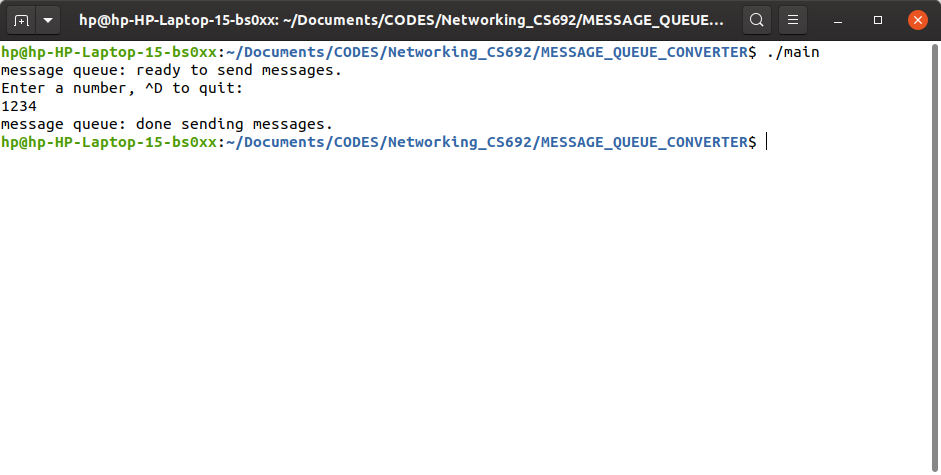 hp@hp-HP-Laptop-15-bs0xx: ~/Documents/CODES/Networking_CS692/MESSAGE_QUEUE...
hp@hp-HP-Laptop-15-bs0xx:~/Documents/CODES/Networking_CS692/MESSAGE_QUEUE_CONVERTER$ ./main
message queue: ready to send messages.
Enter a number, ^D to quit:
1234
message queue: done sending messages.
hp@hp-HP-Laptop-15-bs0xx:~/Documents/CODES/Networking_CS692/MESSAGE_QUEUE_CONVERTER$